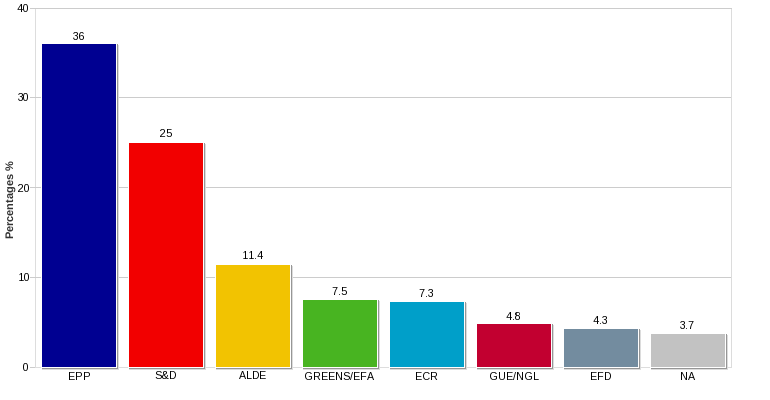 40
30
20
10
0
Percentages %
36
25
11.4
7.5
7.3
4.8
4.3
3.7
EPP
S&D
ALDE
GREENS/EFA
ECR
GUE/NGL
EFD
NA